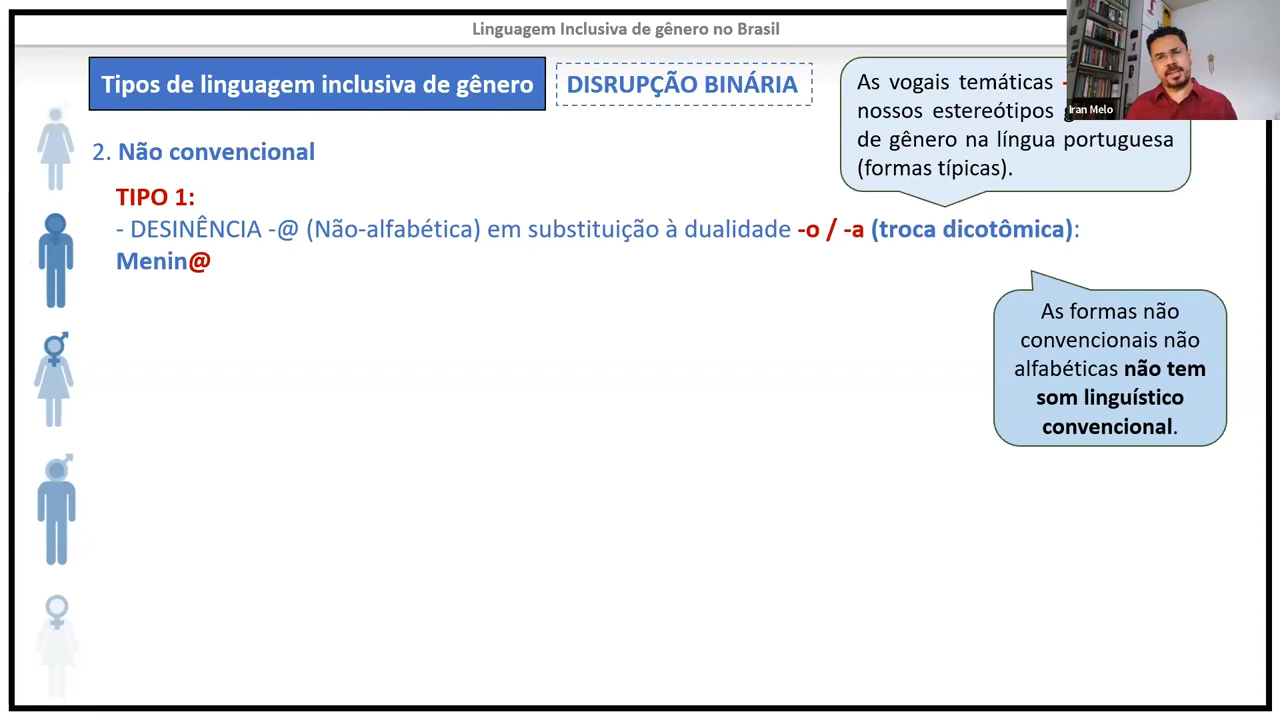 Linguagem Inclusiva de gênero no Brasil
Tipos de linguagem inclusiva de gênero
DISRUPÇÃO BINÁRIA
As vogais temáticas
nossos estereótipos
de gênero na língua portuguesa
(formas típicas).
Iran Melo
2. Não convencional
TIPO 1:
- DESINÊNCIA -@ (Não-alfabética) em substituição à dualidade -o / -a (troca dicotômica):
Menin@
As formas não
convencionais não
alfabéticas não tem
som linguístico
convencional.